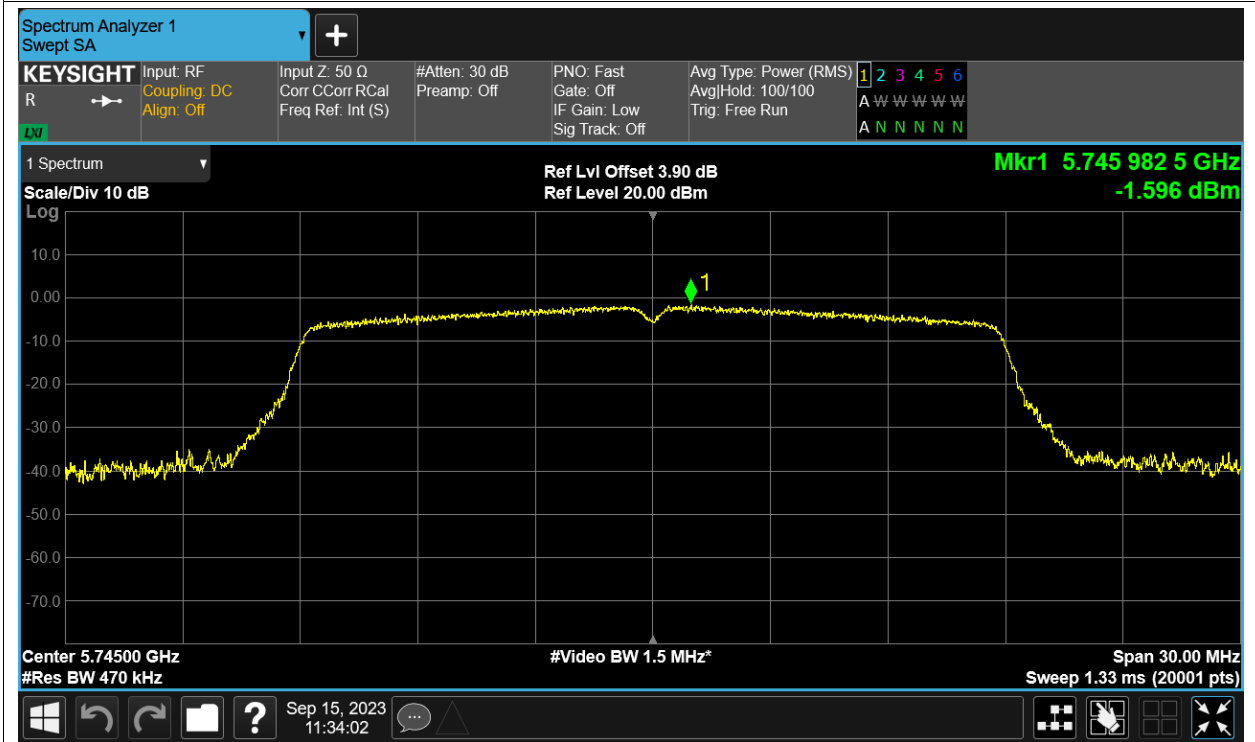 Spectrum Analyzer 1
Swept SA
+
KEYSIGHT
R
LXI
Input: RF
Coupling: DC
Align: Off
Input Z: 50 Ω
Corr CCorr RCal
Freq Ref: Int (S)
#Atten: 30 dB
Preamp: Off
PNO: Fast
Gate: Off
IF Gain: Low
Sig Track: Off
Avg Type: Power (RMS)
Avg|Hold: 100/100
Trig: Free Run
1 2 3 4 5 6
A W W W W W
A N N N N N
1 Spectrum
Scale/Div 10 dB
Log
Ref Lvl Offset 3.90 dB
Ref Level 20.00 dBm
Mkr1 5.745 982 5 GHz
-1.596 dBm
10.0
0.00
-10.0
-20.0
-30.0
-40.0
-50.0
-60.0
-70.0
1
Center 5.74500 GHz
#Res BW 470 kHz
#Video BW 1.5 MHz*
Span 30.00 MHz
Sweep 1.33 ms (20001 pts)
?
Sep 15, 2023
11:34:02